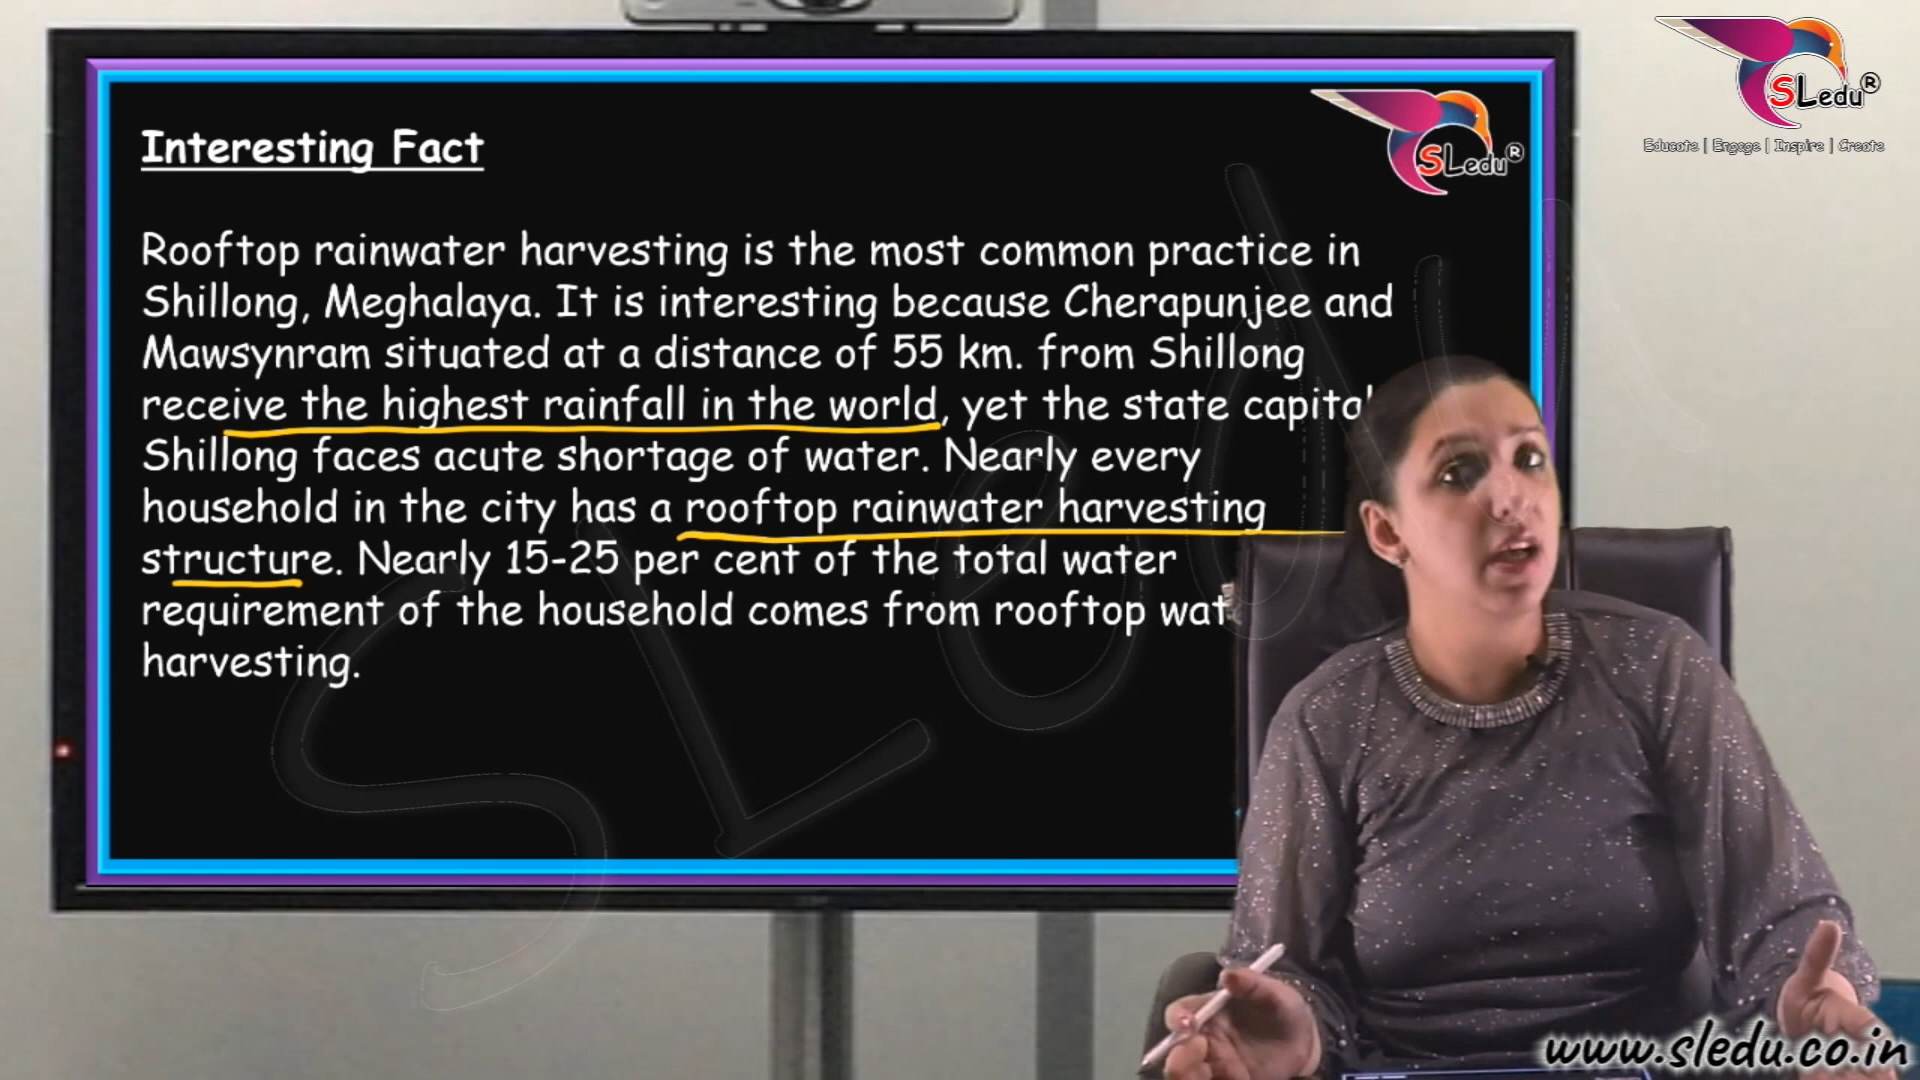 Interesting Fact
Rooftop rainwater harvesting is the most common practice in
Shillong, Meghalaya. It is interesting because Cherapunjee and
Mawsynram situated at a distance of 55 km. from Shillong
receive the highest rainfall in the world, yet the state capital
Shillong faces acute shortage of water. Nearly every
household in the city has a rooftop rainwater harvesting
structure. Nearly 15-25 per cent of the total water
requirement of the household comes from rooftop
harvesting.
SLedu®
SLedu®
Educate | Engage | Inspire | Create
SLedu
www.sledu.co.in